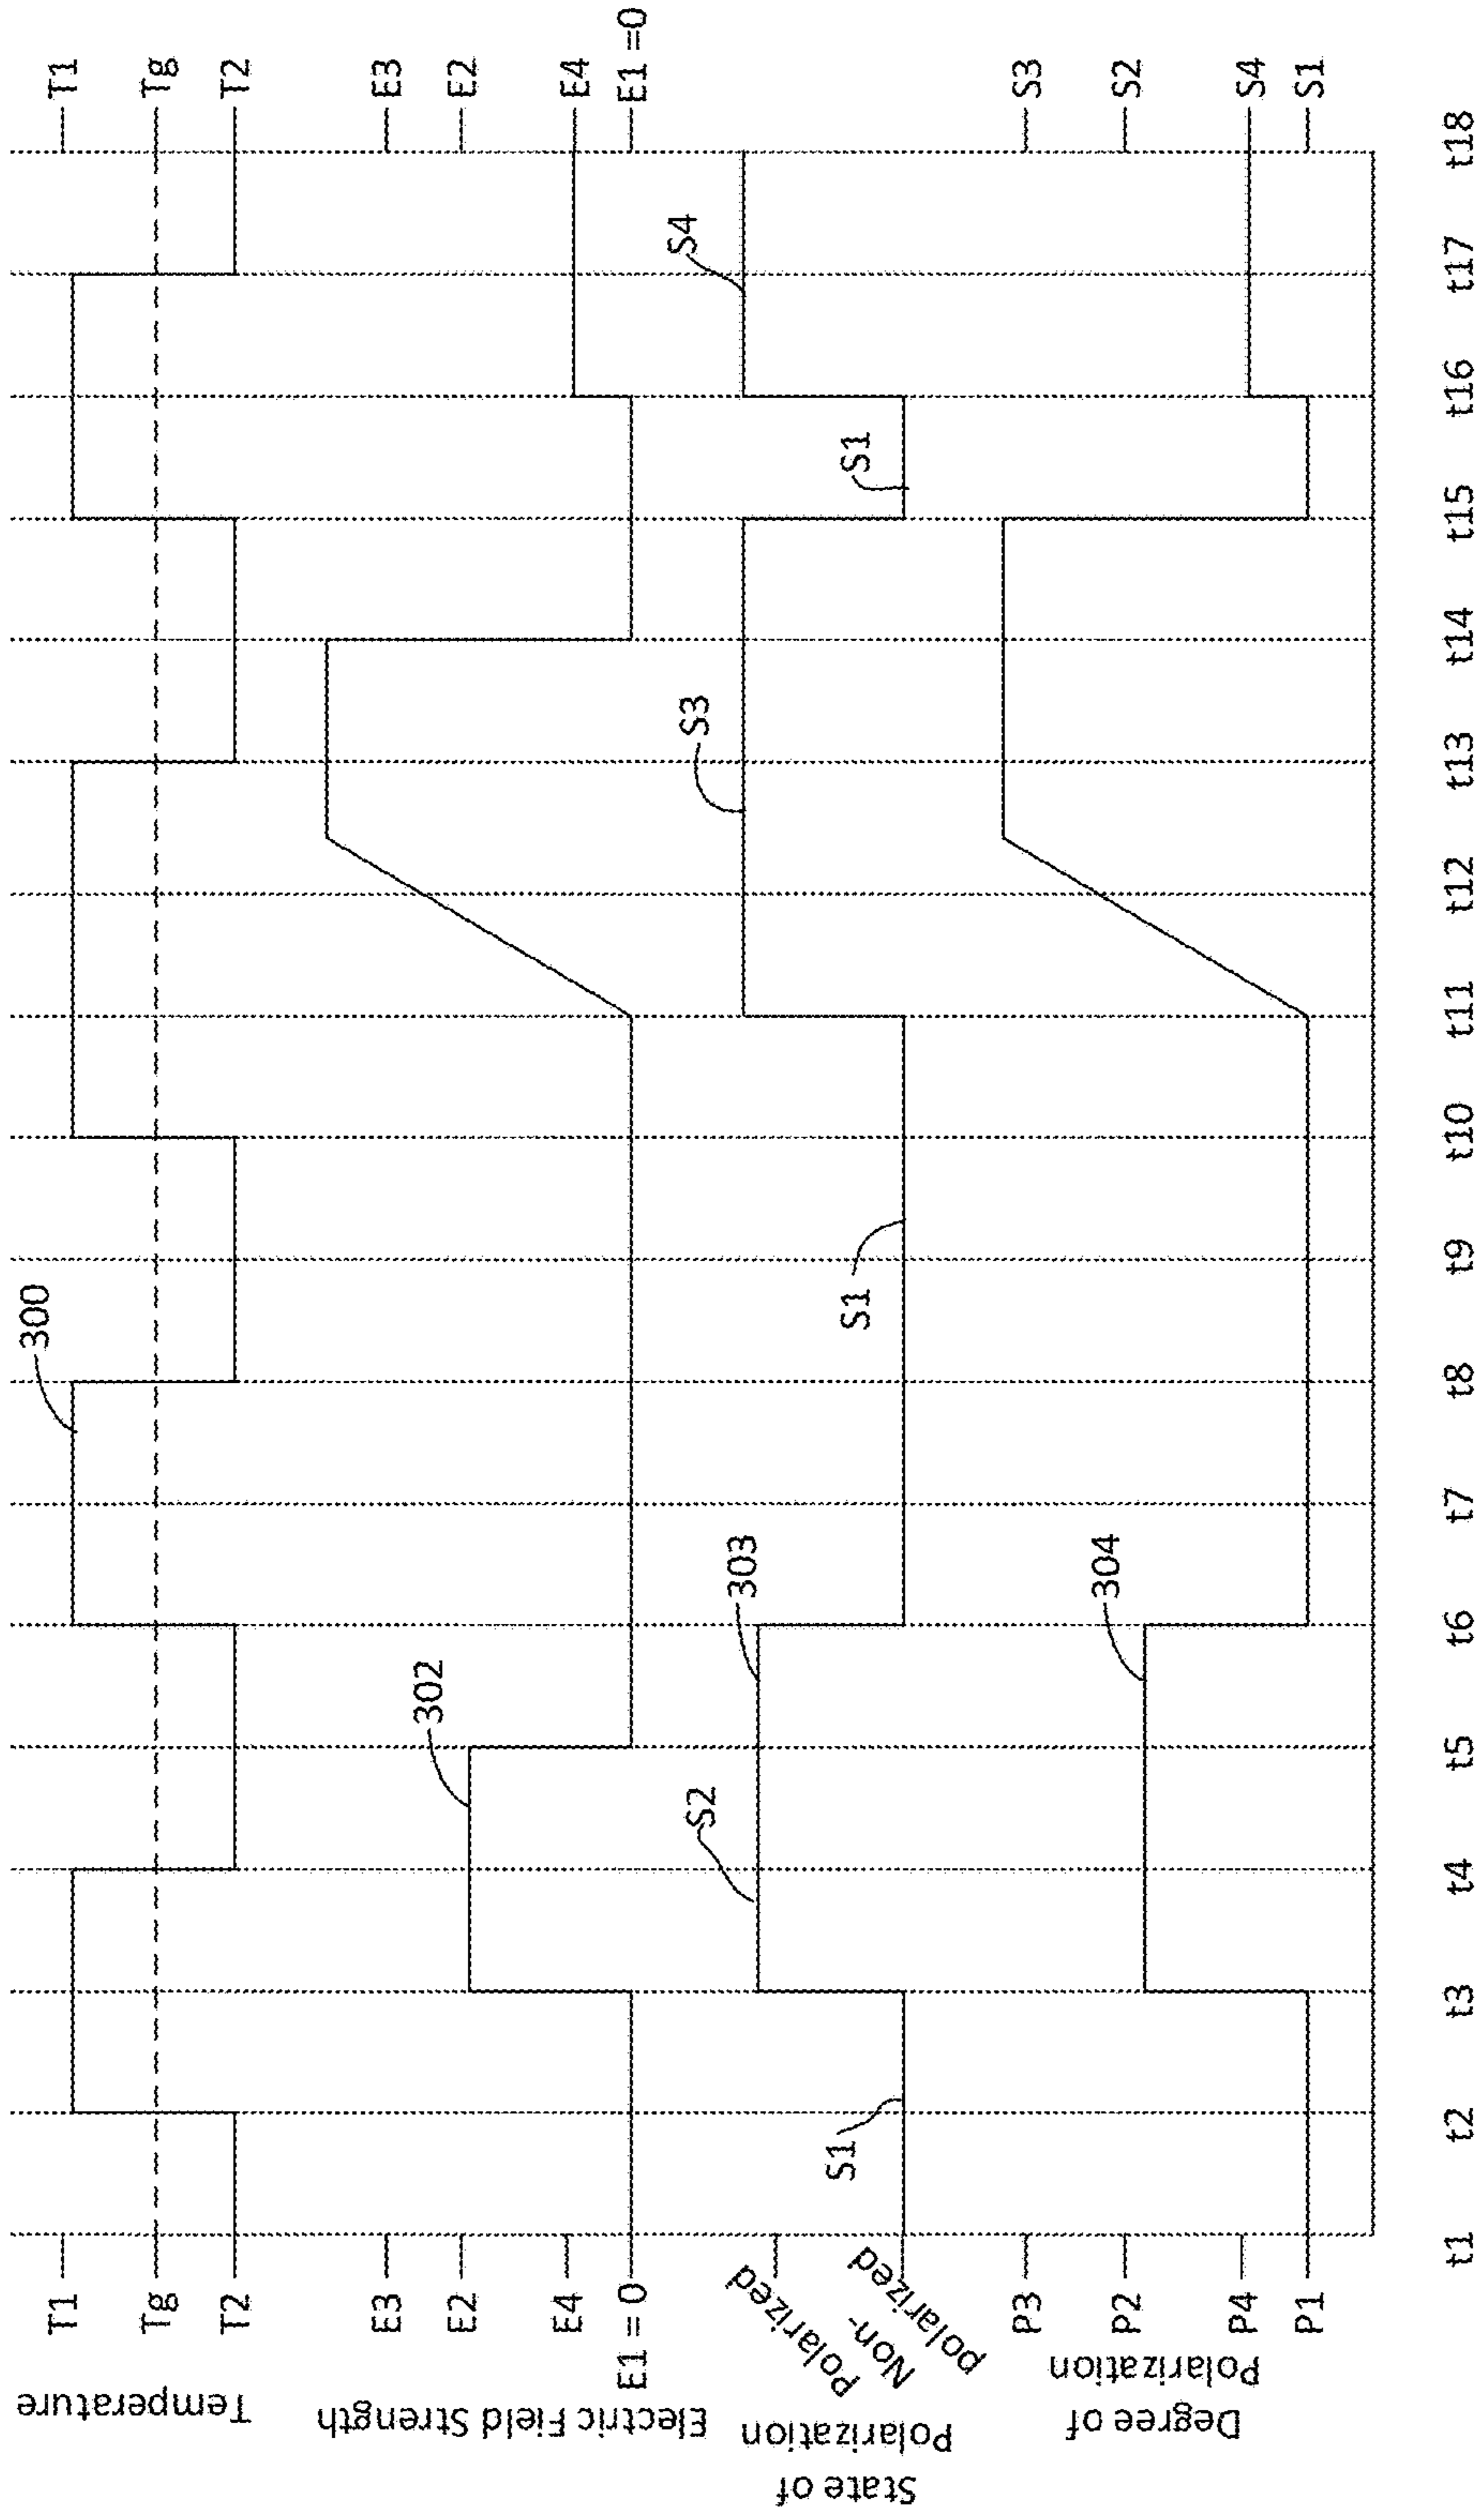 Temperature
T1
Tg
T2
300
T1
Tg
T2
Electric Field Strength
E3
E2
E4
E1 = 0
302
E3
E2
E4
E1 =0
State of
Polarization
Polarized
Non-
polarized
S1
S2
303
S1
S3
S1
S4
Degree of
Polarization
P3
P2
P4
P1
304
S3
S2
S4
S1
t1 t2 t3 t4 t5 t6 t7 t8 t9 t10 t11 t12 t13 t14 t15 t16 t17 t18